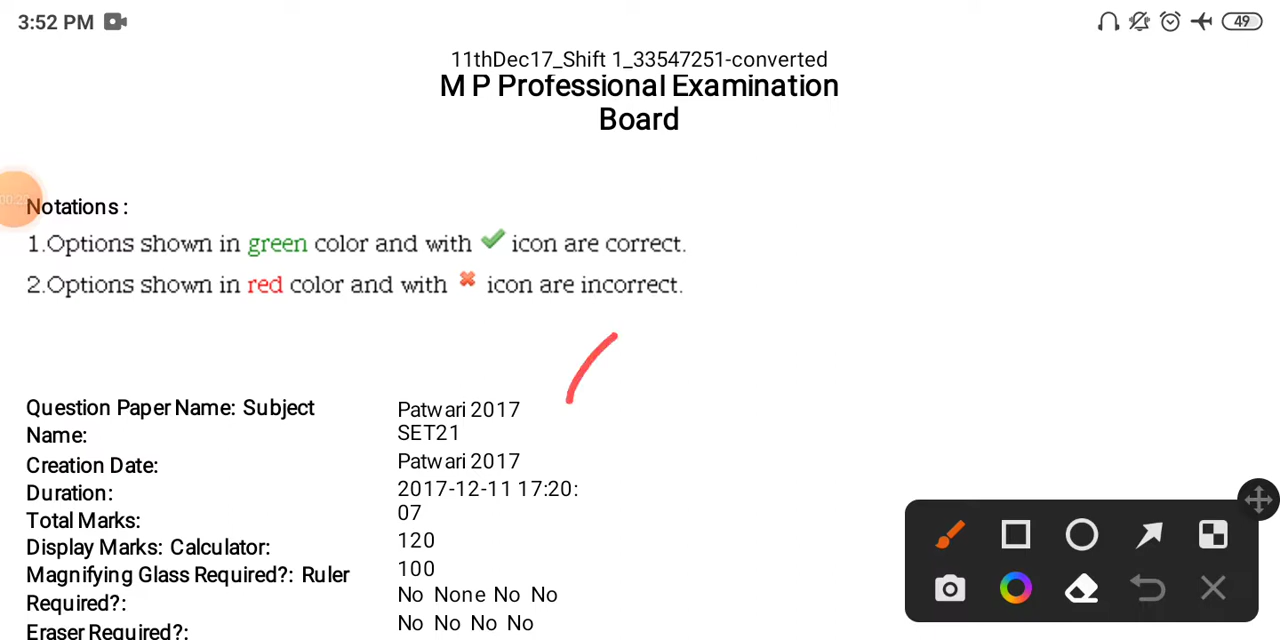 3:52 PM
49
11thDec17_Shift 1_33547251-converted
M P Professional Examination
Board
00:2
Notations :
1.Options shown in green color and with icon are correct.
2.Options shown in red color and with icon are incorrect.
Question Paper Name: Subject
Name:
Creation Date:
Duration:
Total Marks:
Display Marks: Calculator:
Magnifying Glass Required?: Ruler
Required?:
Eraser Required?:
Patwari 2017
SET21
Patwari 2017
2017-12-11 17:20:
07
120
100
No None No No
No No No No